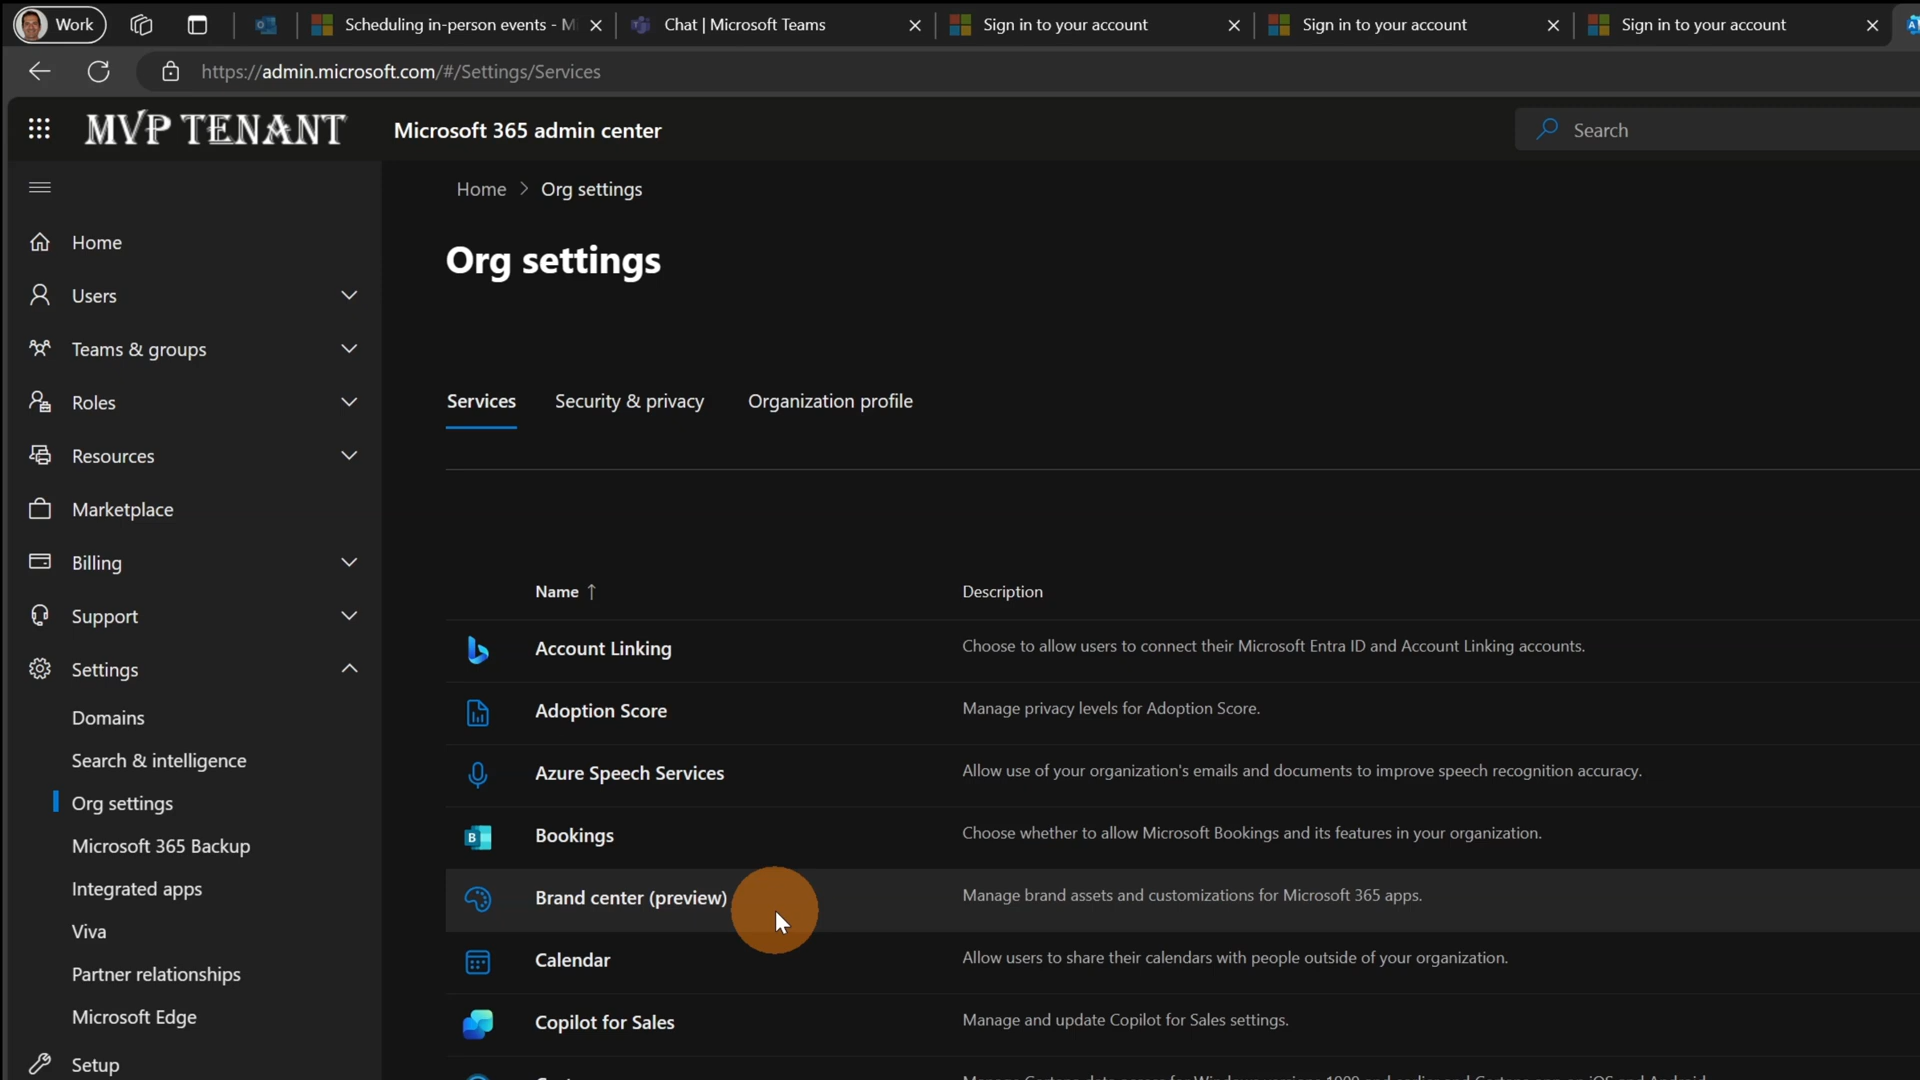 Work
Scheduling in-person events - M
Chat | Microsoft Teams
Sign in to your account
Sign in to your account
Sign in to your account
https://admin.microsoft.com/#/Settings/Services
MVP TENANT
Microsoft 365 admin center
Search
Home > Org settings
Org settings
Home
Users
Teams & groups
Roles
Resources
Marketplace
Billing
Support
Settings
Domains
Search & intelligence
Org settings
Microsoft 365 Backup
Integrated apps
Viva
Partner relationships
Microsoft Edge
Setup
Services
Security & privacy
Organization profile
Name ↑
Description
Account Linking
Choose to allow users to connect their Microsoft Entra ID and Account Linking accounts.
Adoption Score
Manage privacy levels for Adoption Score.
Azure Speech Services
Allow use of your organization's emails and documents to improve speech recognition accuracy.
Bookings
Choose whether to allow Microsoft Bookings and its features in your organization.
Brand center (preview)
Manage brand assets and customizations for Microsoft 365 apps.
Calendar
Allow users to share their calendars with people outside of your organization.
Copilot for Sales
Manage and update Copilot for Sales settings.